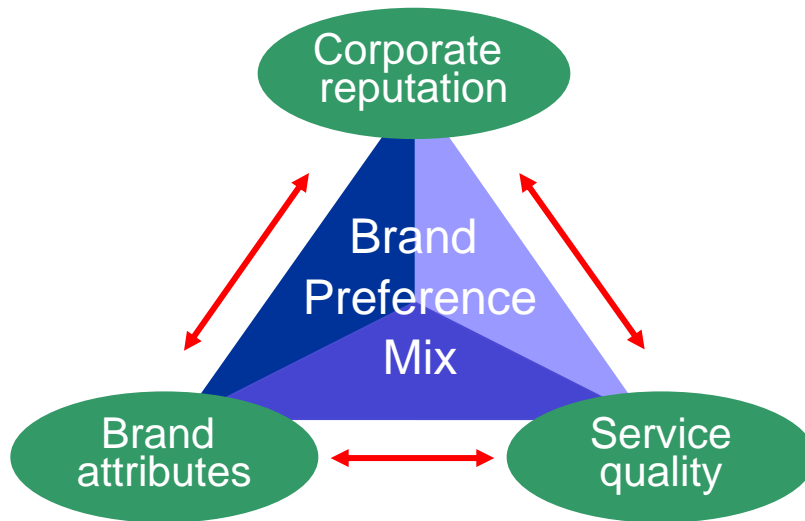 Corporate
reputation
Brand
Preference
Mix
Brand
attributes
Service
quality